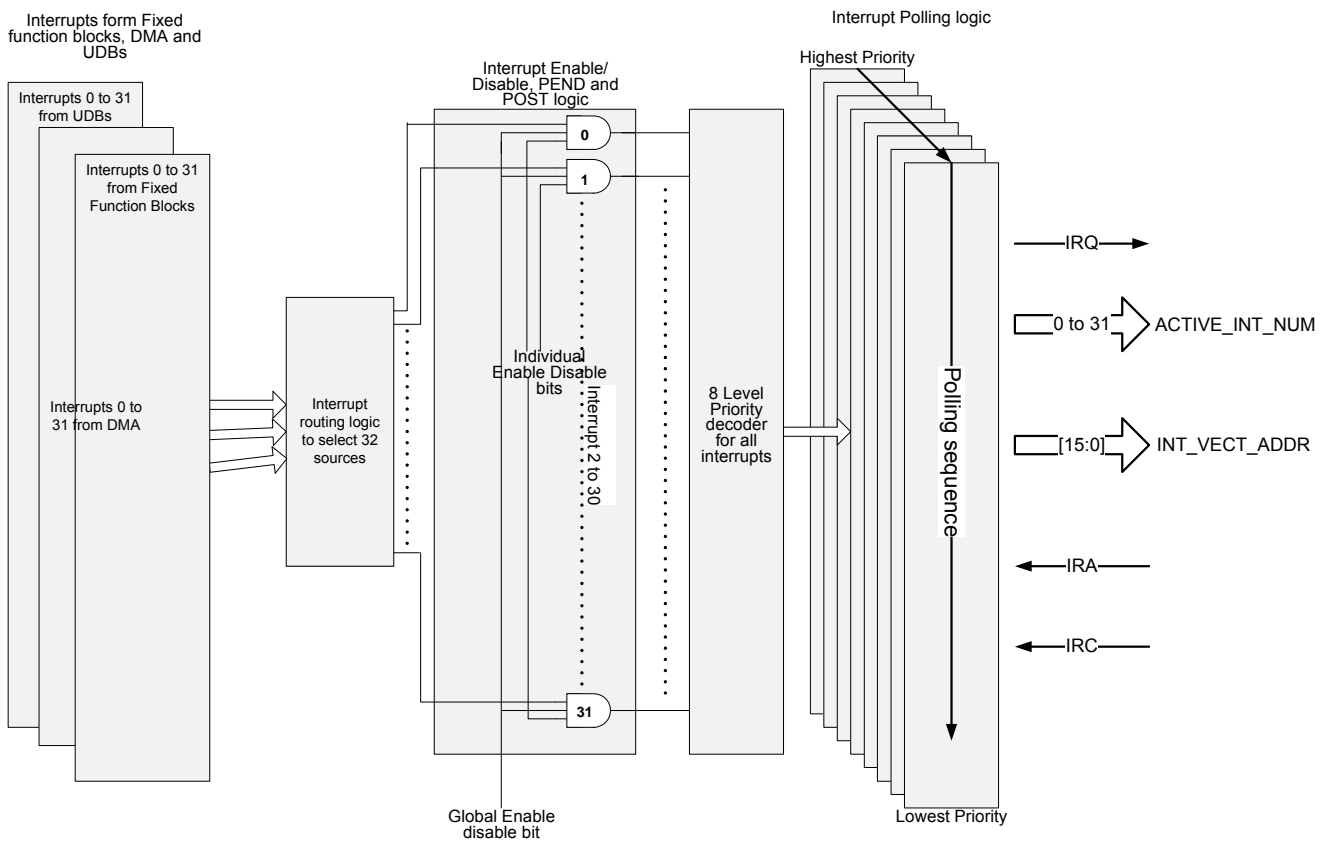 Interrupts form Fixed
function blocks, DMA and
UDBs
Interrupts 0 to 31
from UDBs
Interrupts 0 to 31
from Fixed
Function Blocks
Interrupts 0 to
31 from DMA
Interrupt
routing logic
to select 32
sources
Interrupt Enable/
Disable, PEND and
POST logic
0
1
Individual
Enable Disable
bits
Interrupt 2 to 30
31
Global Enable
disable bit
8 Level
Priority
decoder
for all
interrupts
Interrupt Polling logic
Highest Priority
Polling sequence
Lowest Priority
IRQ
0 to 31 ACTIVE_INT_NUM
[15:0] INT_VECT_ADDR
IRA
IRC